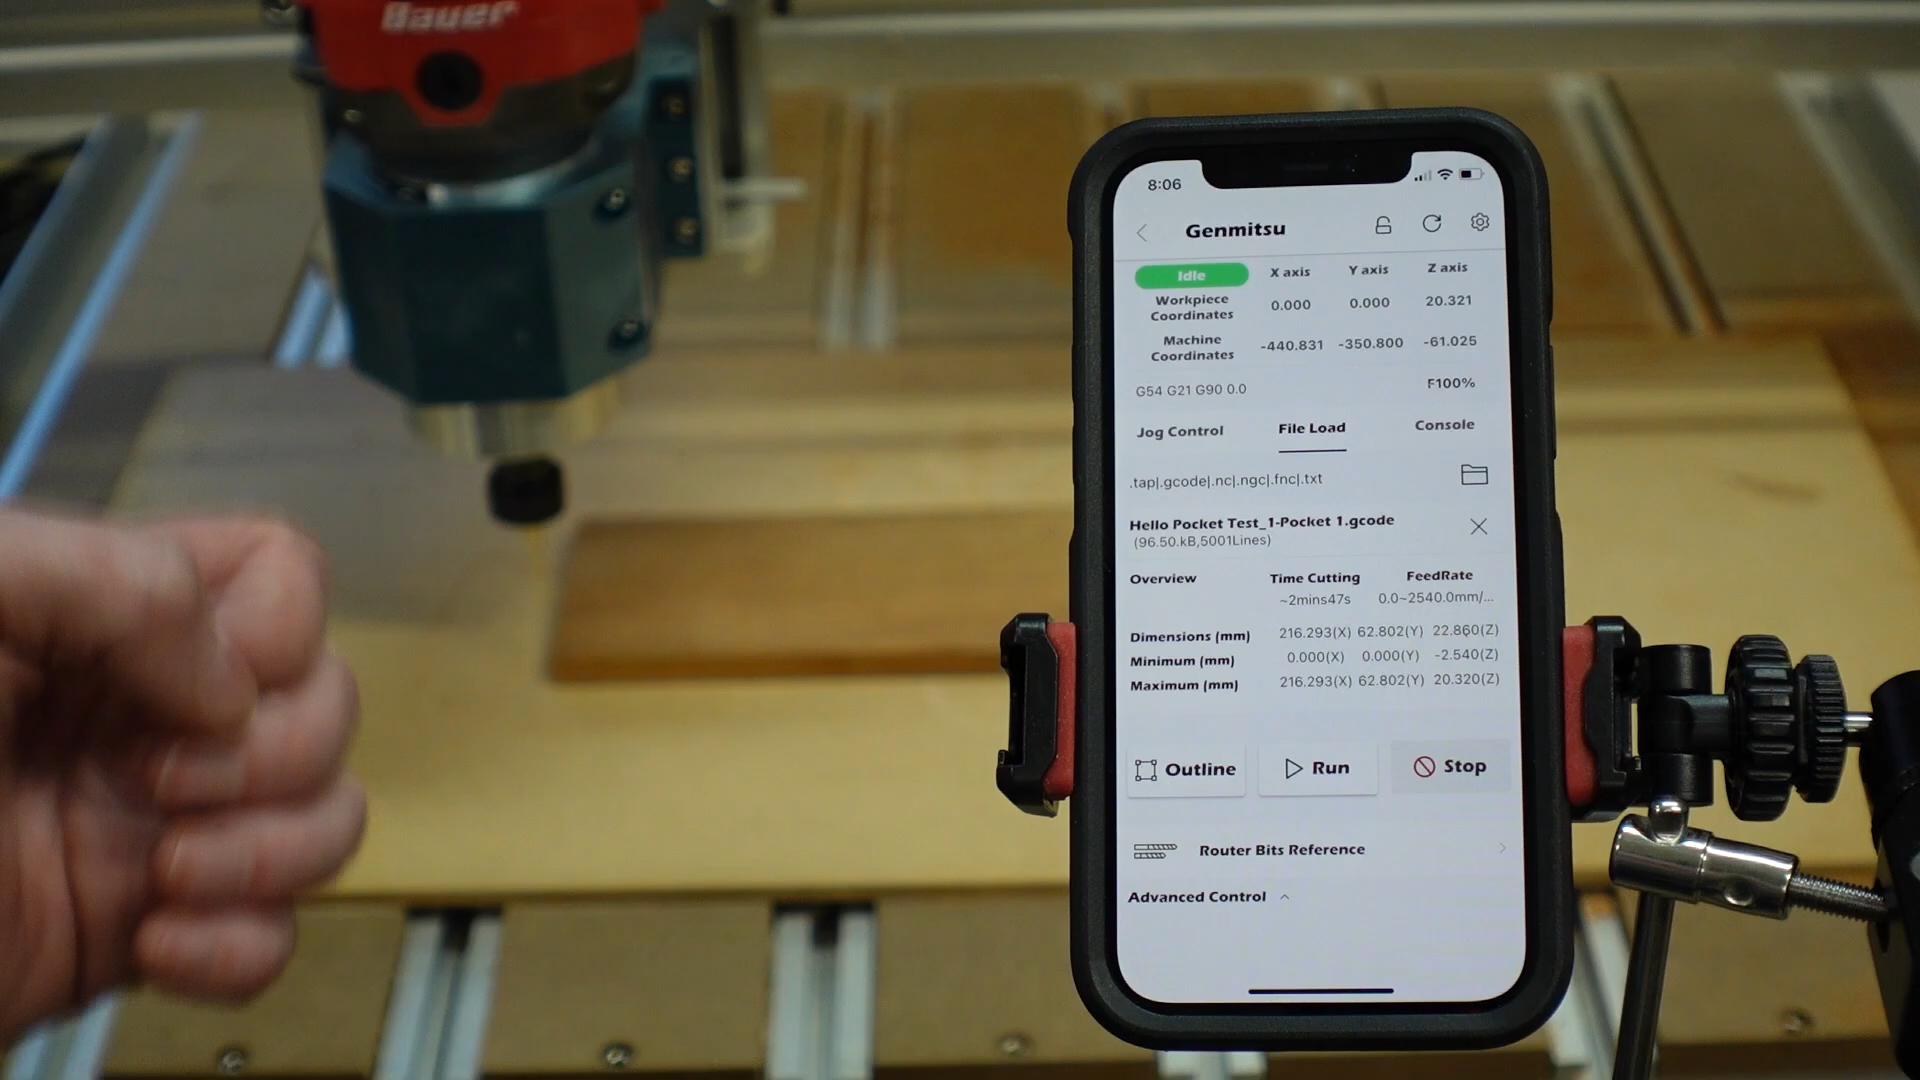 Bauer
8:06
Genmitsu
Idle X axis Y axis Z axis
Workpiece Coordinates 0.000 0.000 20.321
Machine Coordinates -440.831 -350.800 -61.025
G54 G21 G90 0.0 F100%
Jog Control File Load Console
.tap|.gcode|.nc|.ngc|.fnc|.txt
Hello Pocket Test_1-Pocket 1.gcode
(96.50.kB,5001Lines)
Overview Time Cutting FeedRate
~2mins47s 0.0~2540.0mm/...
Dimensions (mm) 216.293(X) 62.802(Y) 22.860(Z)
Minimum (mm) 0.000(X) 0.000(Y) -2.540(Z)
Maximum (mm) 216.293(X) 62.802(Y) 20.320(Z)
Outline Run Stop
Router Bits Reference
Advanced Control